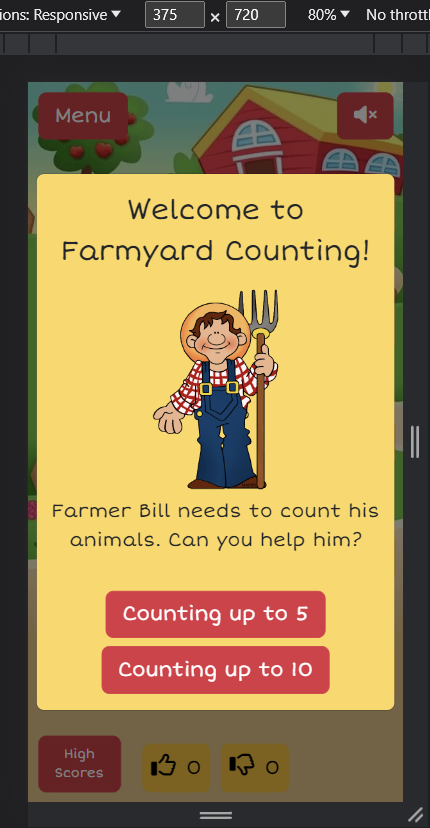 ions: Responsive 375 x 720 80% No thrott
Menu
Welcome to
Farmyard Counting!
Farmer Bill needs to count his
animals. Can you help him?
Counting up to 5
Counting up to 10
High
Scores
0 0